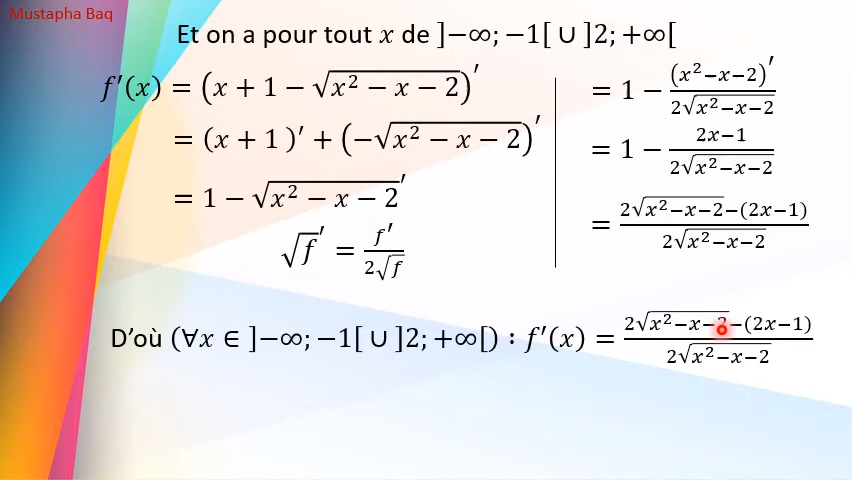 Mustapha Baq
Et on a pour tout 𝑥 de ]−∞; −1[ ∪ ]2; +∞[
𝑓′(𝑥) = (𝑥 + 1 − √(𝑥² − 𝑥 − 2))′
= (𝑥 + 1 )′ + (−√(𝑥² − 𝑥 − 2))′
= 1 − √(𝑥² − 𝑥 − 2)′
√𝑓′ = 𝑓′/(2√𝑓)
= 1 − (𝑥²−𝑥−2)′/(2√(𝑥²−𝑥−2))
= 1 − (2𝑥−1)/(2√(𝑥²−𝑥−2))
= (2√(𝑥²−𝑥−2)−(2𝑥−1))/(2√(𝑥²−𝑥−2))
D’où (∀𝑥 ∈ ]−∞; −1[ ∪ ]2; +∞[) : 𝑓′(𝑥) = (2√(𝑥²−𝑥−2)−(2𝑥−1))/(2√(𝑥²−𝑥−2))